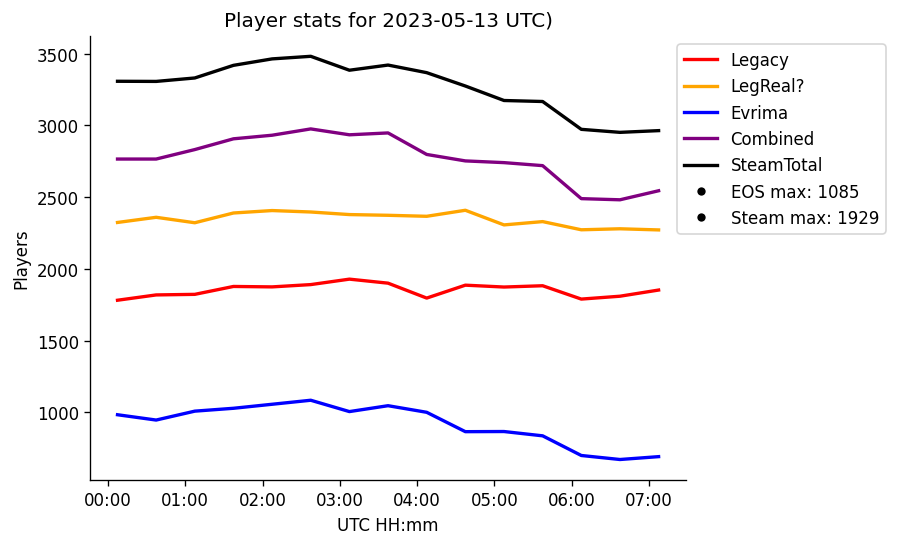 Player stats for 2023-05-13 UTC)
Legacy
LegReal?
Evrima
Combined
SteamTotal
EOS max: 1085
Steam max: 1929
Players
3500
3000
2500
2000
1500
1000
00:00 01:00 02:00 03:00 04:00 05:00 06:00 07:00
UTC HH:mm